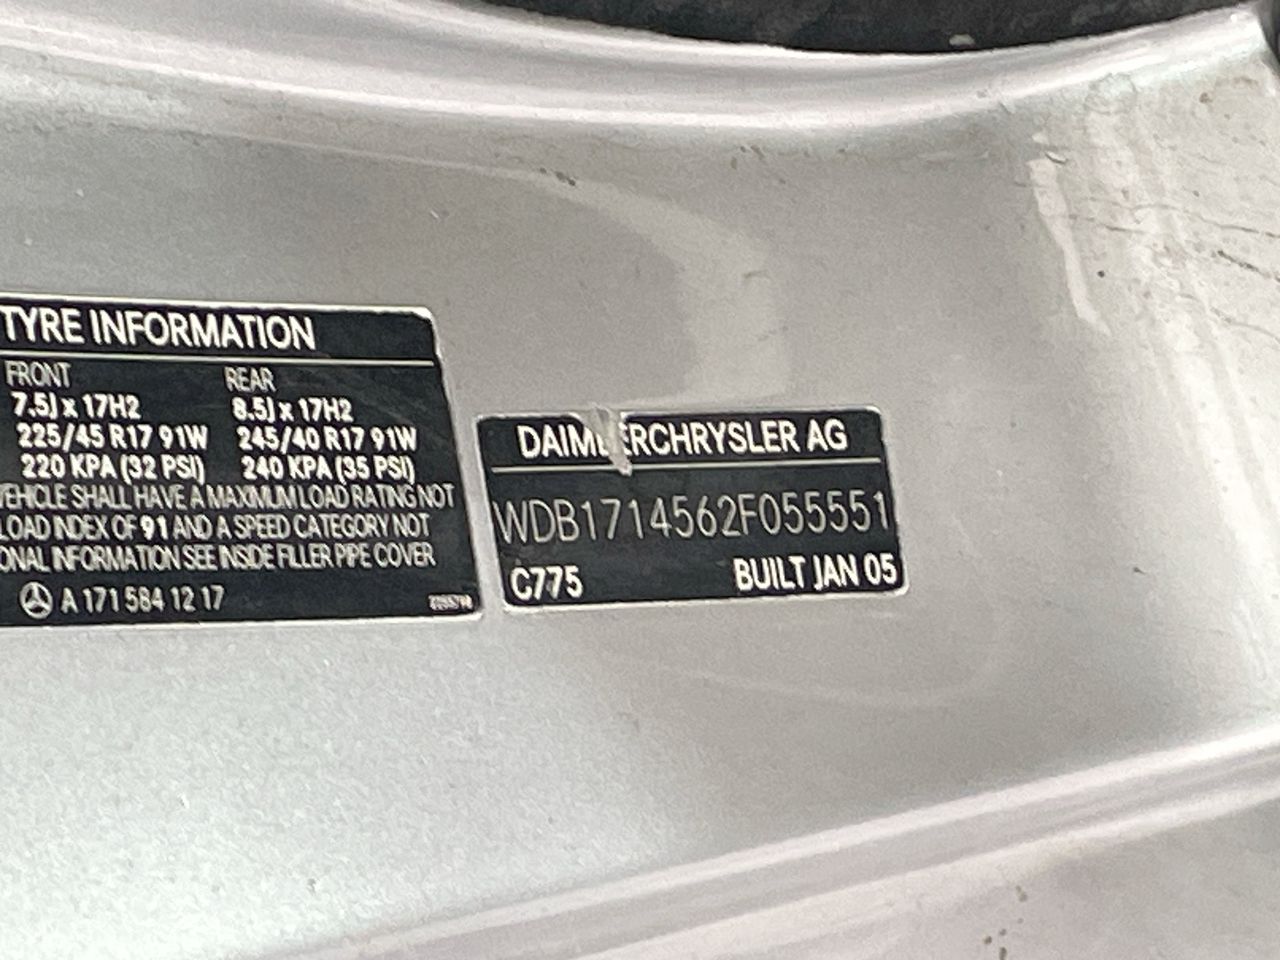 TYRE INFORMATION
FRONT REAR
7.5J x 17H2 8.5J x 17H2
225/45 R17 91W 245/40 R17 91W
220 KPA (32 PSI) 240 KPA (35 PSI)
VEHICLE SHALL HAVE A MAXIMUM LOAD RATING NOT
LOAD INDEX OF 91 AND A SPEED CATEGORY NOT
ONAL INFORMATION SEE INSIDE FILLER PIPE COVER
A 171 584 12 17
DAIMLERCHRYSLER AG
WDB1714562F055551
C775 BUILT JAN 05